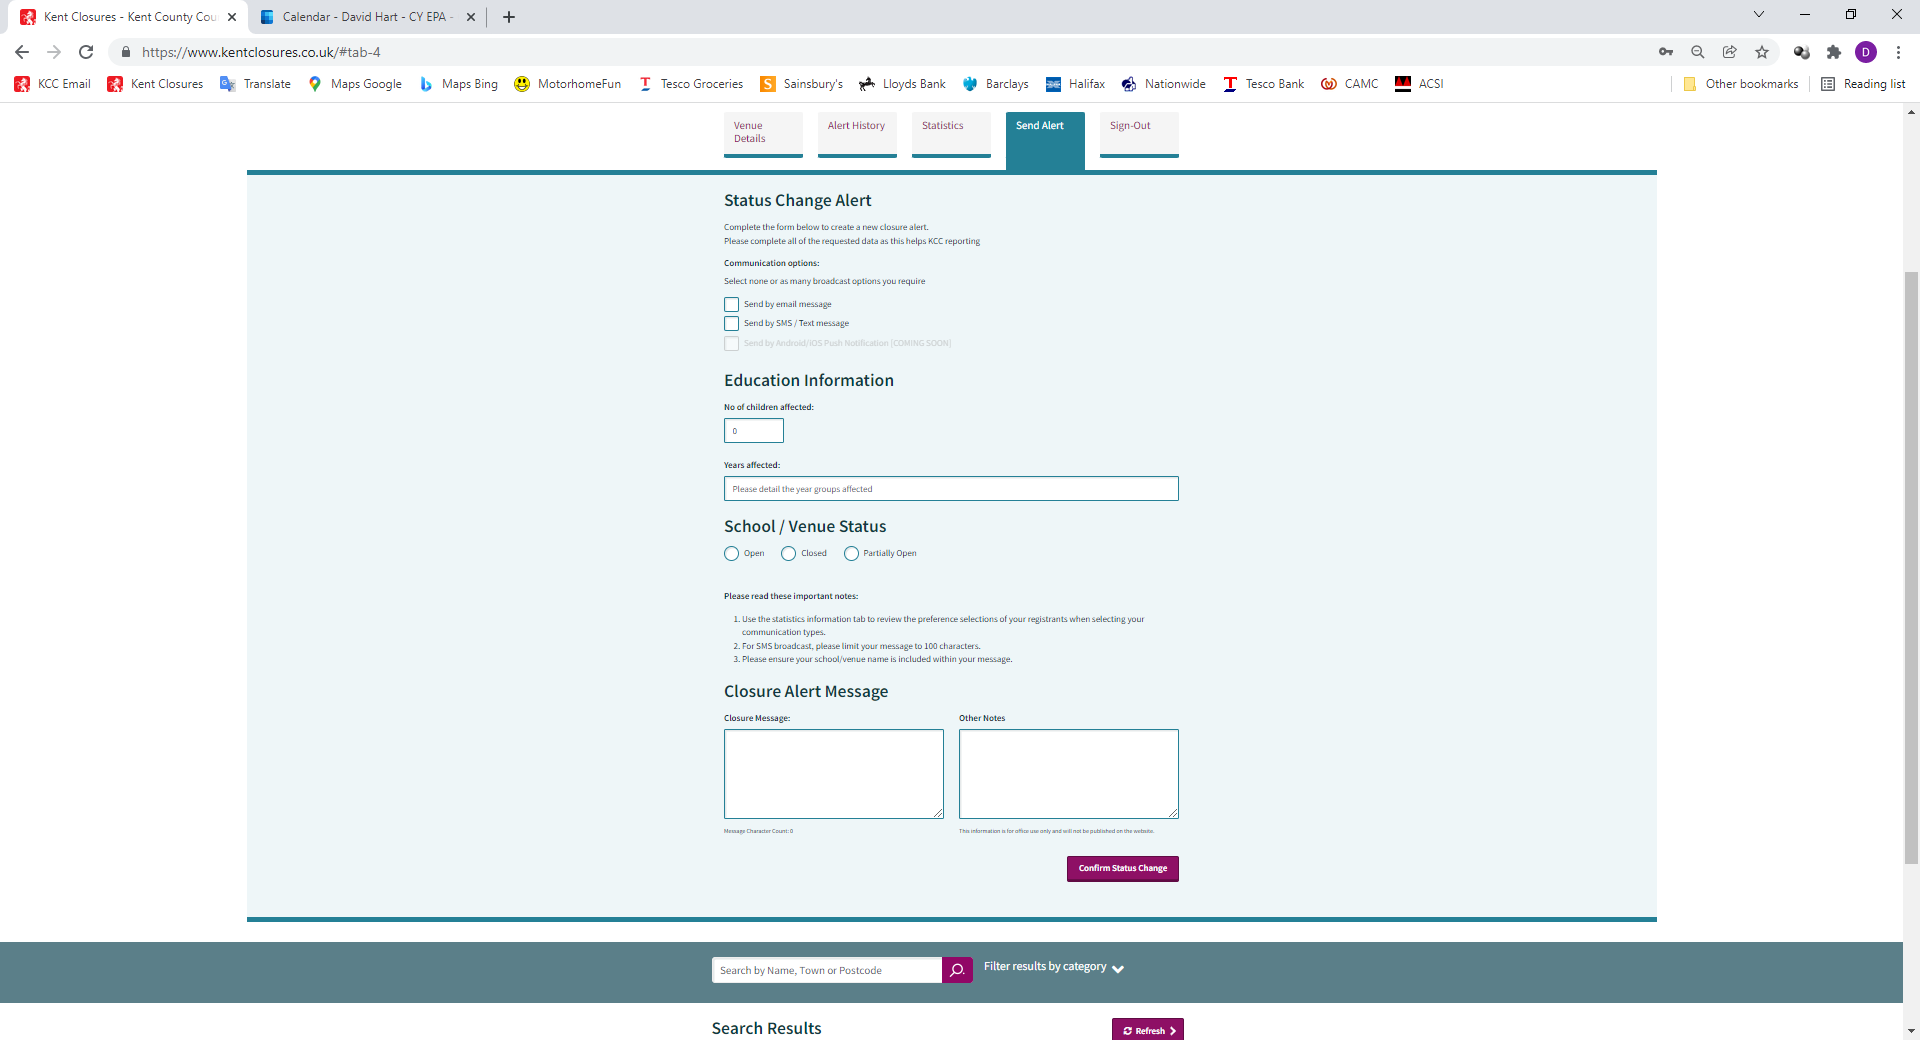 Kent Closures - Kent County Cou
Calendar - David Hart - CY EPA -
https://www.kentclosures.co.uk/#tab-4
D
KCC Email
Kent Closures
Translate
Maps Google
Maps Bing
MotorhomeFun
Tesco Groceries
Sainsbury's
Lloyds Bank
Barclays
Halifax
Nationwide
Tesco Bank
CAMC
ACSI
Other bookmarks
Reading list
Venue
Details
Alert History
Statistics
Send Alert
Sign-Out
Status Change Alert
Complete the form below to create a new closure alert.
Please complete all of the requested data as this helps KCC reporting
Communication options:
Select none or as many broadcast options you require
Send by email message
Send by SMS / Text message
Send by Android/iOS Push Notification [COMING SOON]
Education Information
No of children affected:
0
Years affected:
Please detail the year groups affected
School / Venue Status
Open
Closed
Partially Open
Please read these important notes:
1. Use the statistics information tab to review the preference selections of your registrants when selecting your
communication types.
2. For SMS broadcast, please limit your message to 100 characters.
3. Please ensure your school/venue name is included within your message.
Closure Alert Message
Closure Message:
Other Notes
Message Character Count: 0
This information is for office use only and will not be published on the website.
Confirm Status Change
Search by Name, Town or Postcode
Filter results by category
Search Results
Refresh